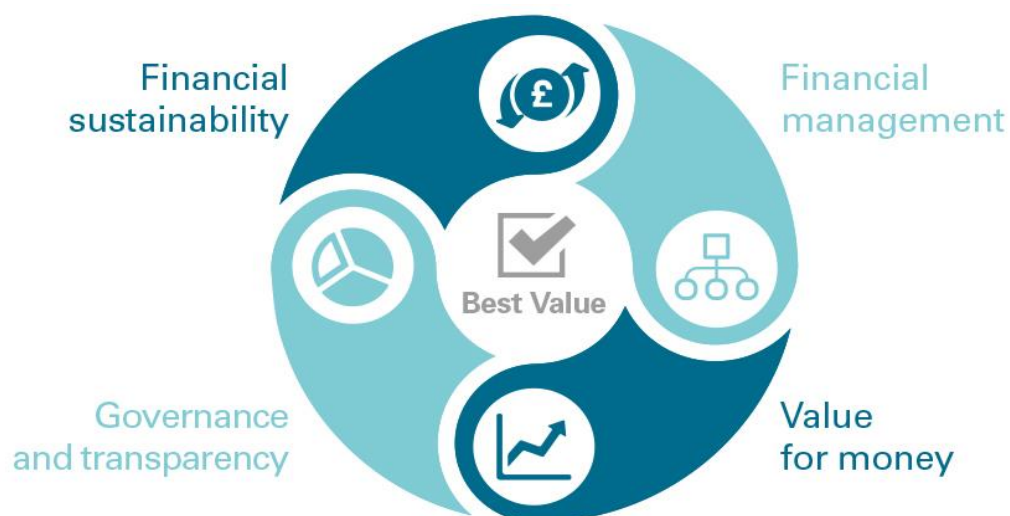 Financial
sustainability
Financial
management
£
Best Value
Governance
and transparency
Value
for money